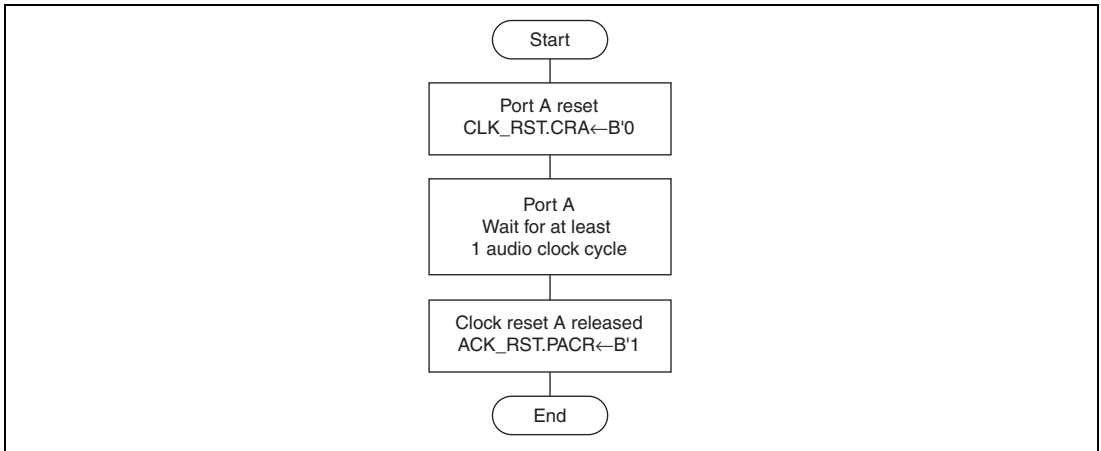 Start
Port A reset
CLK_RST.CRA←B'0
Port A
Wait for at least
1 audio clock cycle
Clock reset A released
ACK_RST.PACR←B'1
End